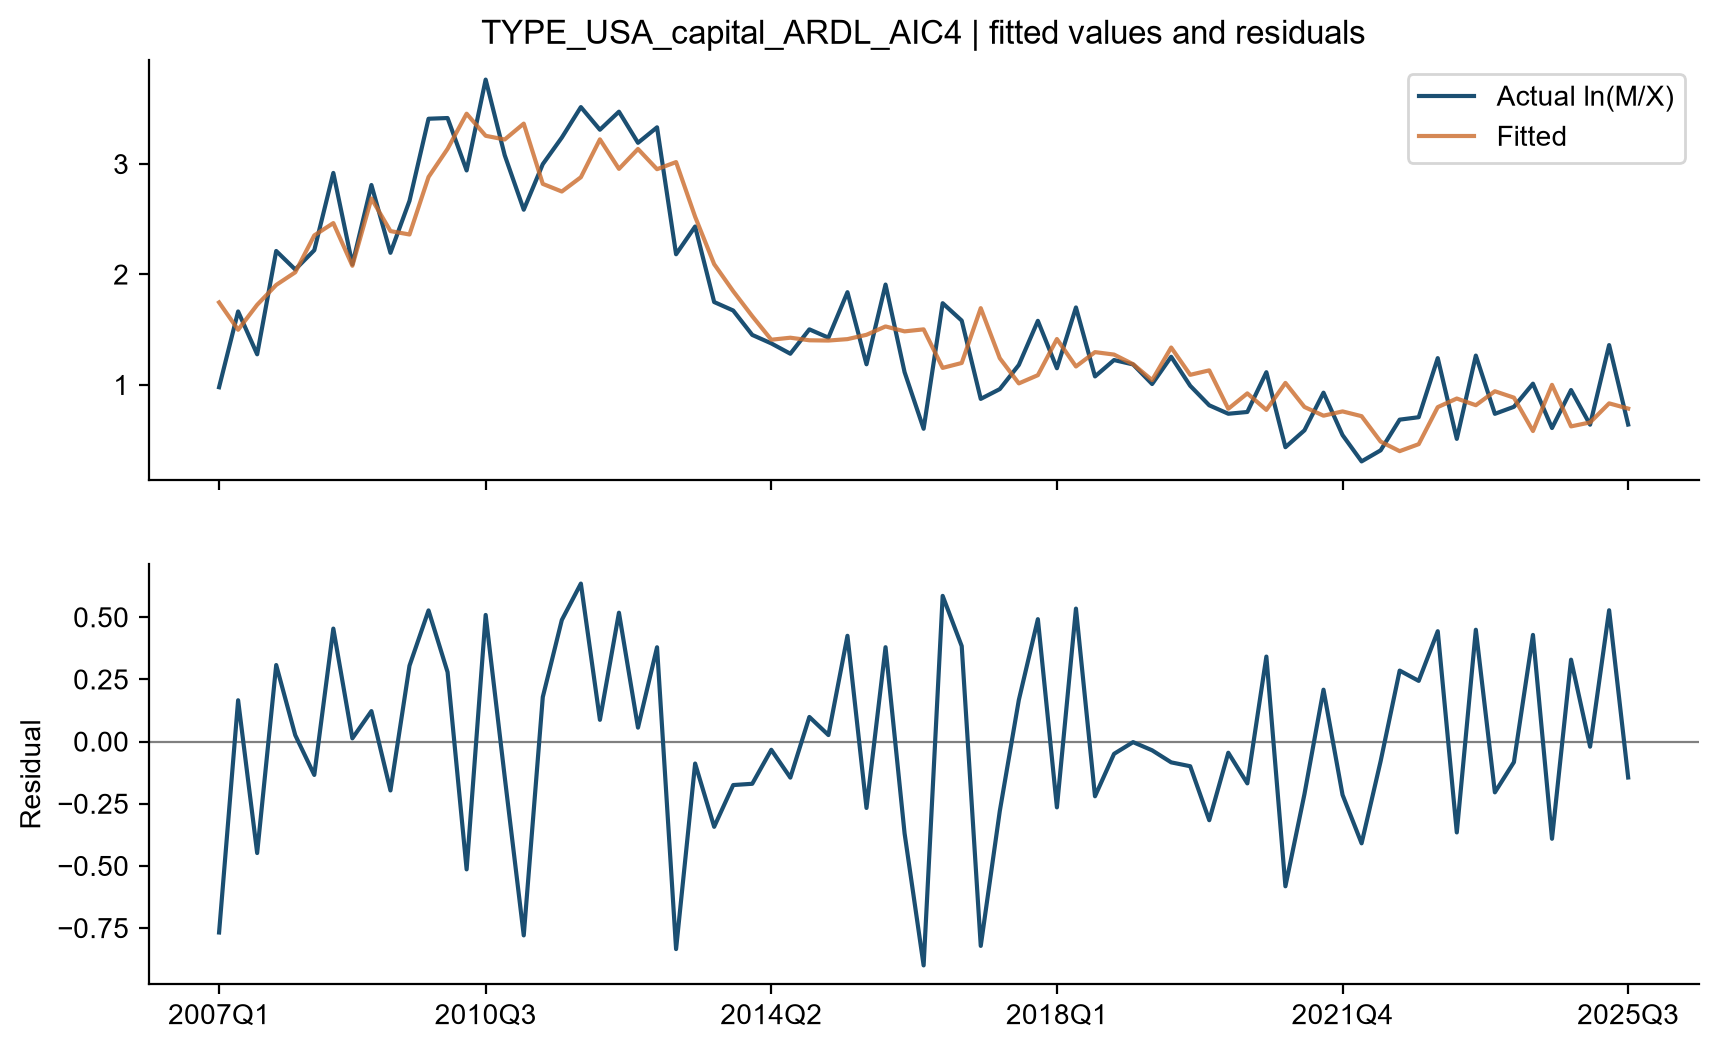 TYPE_USA_capital_ARDL_AIC4 | fitted values and residuals
Actual ln(M/X)
Fitted
3
2
1
Residual
0.50
0.25
0.00
−0.25
−0.50
−0.75
2007Q1 2010Q3 2014Q2 2018Q1 2021Q4 2025Q3